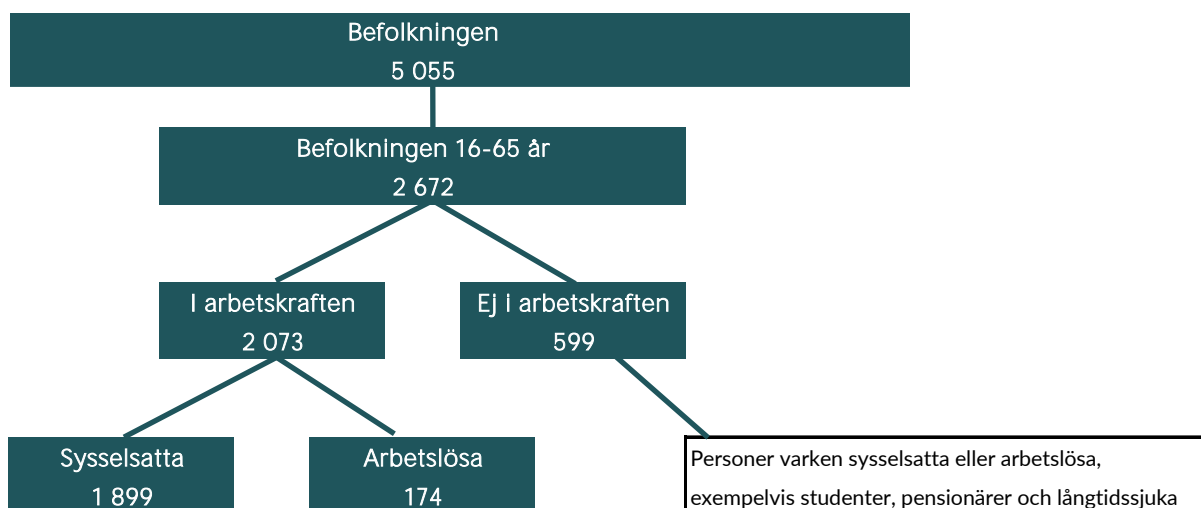 Befolkningen
5 055
Befolkningen 16-65 år
2 672
I arbetskraften
2 073
Ej i arbetskraften
599
Sysselsatta
1 899
Arbetslösa
174
Personer varken sysselsatta eller arbetslösa,
exempelvis studenter, pensionärer och långtidssjuka